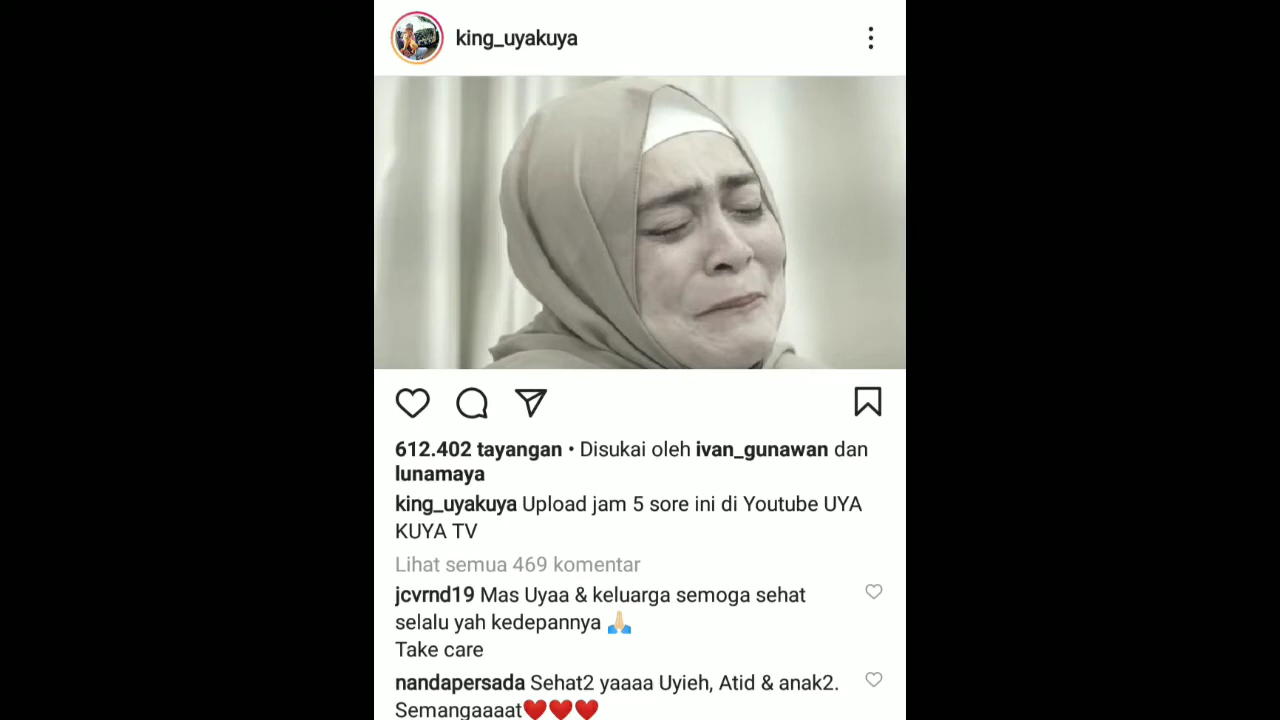 king_uyakuya
612.402 tayangan • Disukai oleh ivan_gunawan dan
lunamaya
king_uyakuya Upload jam 5 sore ini di Youtube UYA
KUYA TV
Lihat semua 469 komentar
jcvrnd19 Mas Uyaa & keluarga semoga sehat
selalu yah kedepannya 🙏🏻
Take care
nandapersada Sehat2 yaaaa Uyieh, Atid & anak2.
Semangaaaat❤️❤️❤️